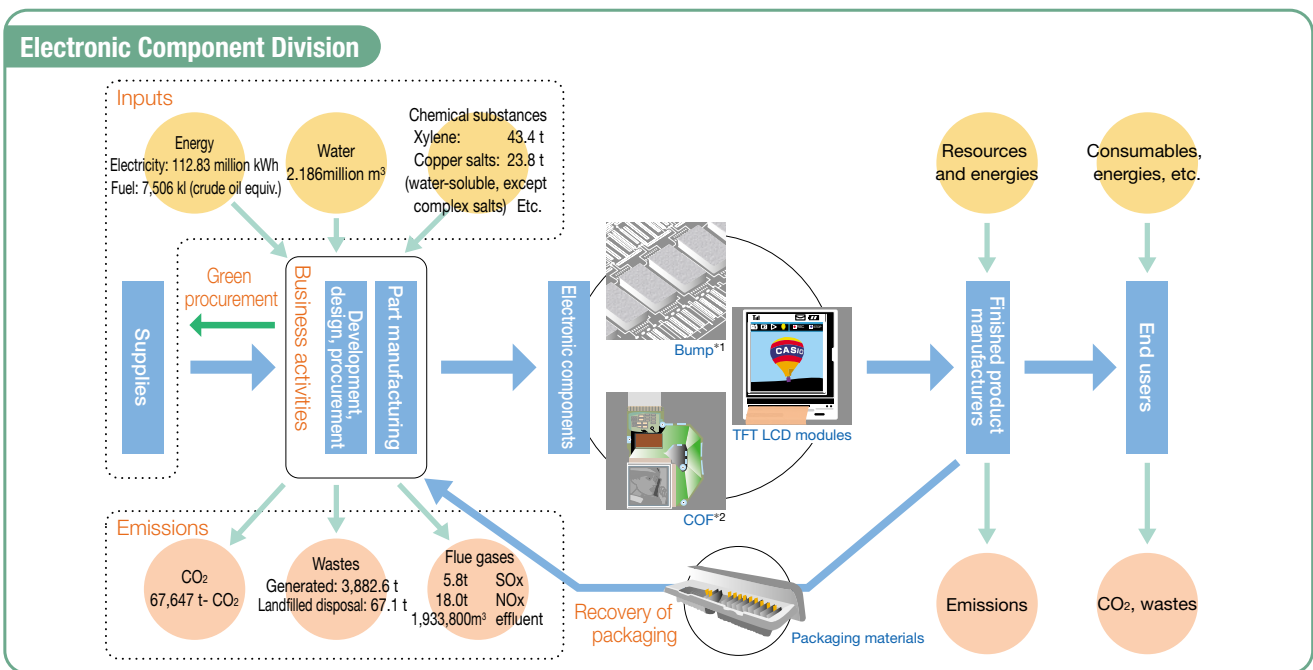 Electronic Component Division
Inputs
Energy
Electricity: 112.83 million kWh
Fuel: 7,506 kl (crude oil equiv.)
Water
2.186million m³
Chemical substances
Xylene: 43.4 t
Copper salts: 23.8 t
(water-soluble, except
complex salts) Etc.
Resources
and energies
Consumables,
energies, etc.
Supplies
Green
procurement
Business activities
Development,
design, procurement
Part manufacturing
Electronic components
Bump*1
CASIO
TFT LCD modules
COF*2
Finished product
manufacturers
End users
Emissions
CO₂
67,647 t- CO₂
Wastes
Generated: 3,882.6 t
Landfilled disposal: 67.1 t
Flue gases
5.8t SOx
18.0t NOx
1,933,800m³ effluent
Recovery of
packaging
Packaging materials
Emissions
CO₂, wastes